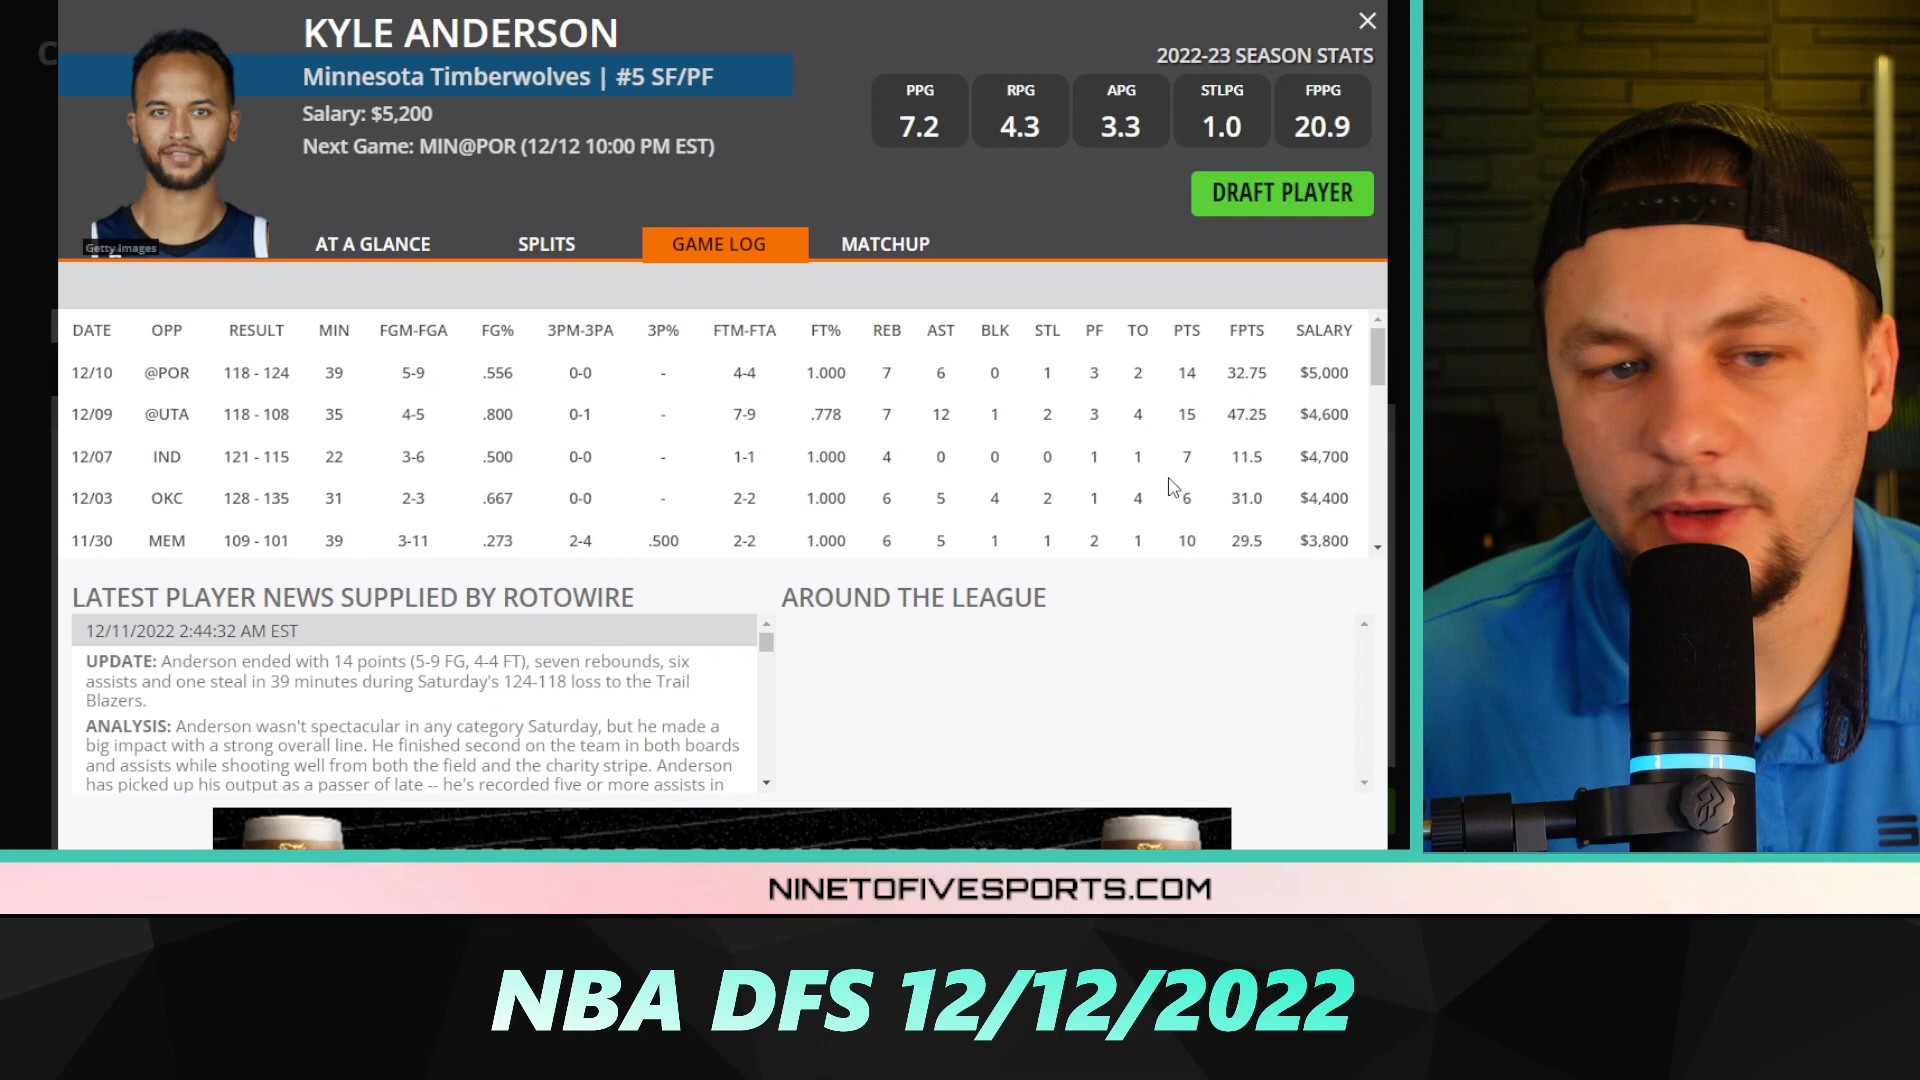 KYLE ANDERSON
Minnesota Timberwolves | #5 SF/PF
Salary: $5,200
Next Game: MIN@POR (12/12 10:00 PM EST)
2022-23 SEASON STATS
PPG RPG APG STLPG FPPG
7.2 4.3 3.3 1.0 20.9
DRAFT PLAYER
Getty Images
AT A GLANCE SPLITS GAME LOG MATCHUP
DATE OPP RESULT MIN FGM-FGA FG% 3PM-3PA 3P% FTM-FTA FT% REB AST BLK STL PF TO PTS FPTS SALARY
12/10 @POR 118 - 124 39 5-9 .556 0-0 - 4-4 1.000 7 6 0 1 3 2 14 32.75 $5,000
12/09 @UTA 118 - 108 35 4-5 .800 0-1 - 7-9 .778 7 12 1 2 3 4 15 47.25 $4,600
12/07 IND 121 - 115 22 3-6 .500 0-0 - 1-1 1.000 4 0 0 0 1 1 7 11.5 $4,700
12/03 OKC 128 - 135 31 2-3 .667 0-0 - 2-2 1.000 6 5 4 2 1 4 6 31.0 $4,400
11/30 MEM 109 - 101 39 3-11 .273 2-4 .500 2-2 1.000 6 5 1 1 2 1 10 29.5 $3,800
LATEST PLAYER NEWS SUPPLIED BY ROTOWIRE
AROUND THE LEAGUE
12/11/2022 2:44:32 AM EST
UPDATE: Anderson ended with 14 points (5-9 FG, 4-4 FT), seven rebounds, six
assists and one steal in 39 minutes during Saturday's 124-118 loss to the Trail
Blazers.
ANALYSIS: Anderson wasn't spectacular in any category Saturday, but he made a
big impact with a strong overall line. He finished second on the team in both boards
and assists while shooting well from both the field and the charity stripe. Anderson
has picked up his output as a passer of late -- he's recorded five or more assists in
NINETOFIVESPORTS.COM
NBA DFS 12/12/2022